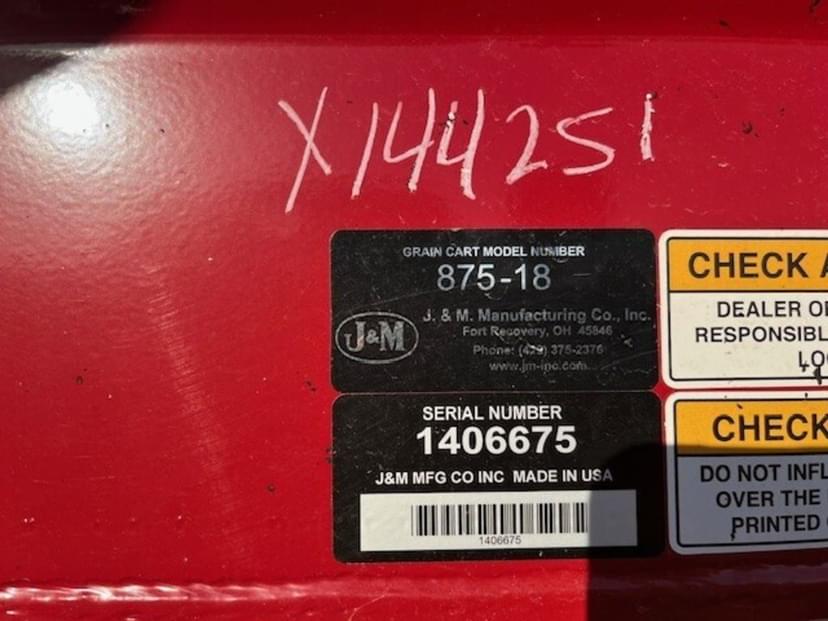 X144251
GRAIN CART MODEL NUMBER
875-18
J&M
J. & M. Manufacturing Co., Inc.
Fort Recovery, OH 45846
Phone: (419) 375-2376
www.jm-inc.com
SERIAL NUMBER
1406675
J&M MFG CO INC MADE IN USA
1406675
CHECK
DEALER
RESPONSIBL
LO
CHECK
DO NOT INFL
OVER THE
PRINTED